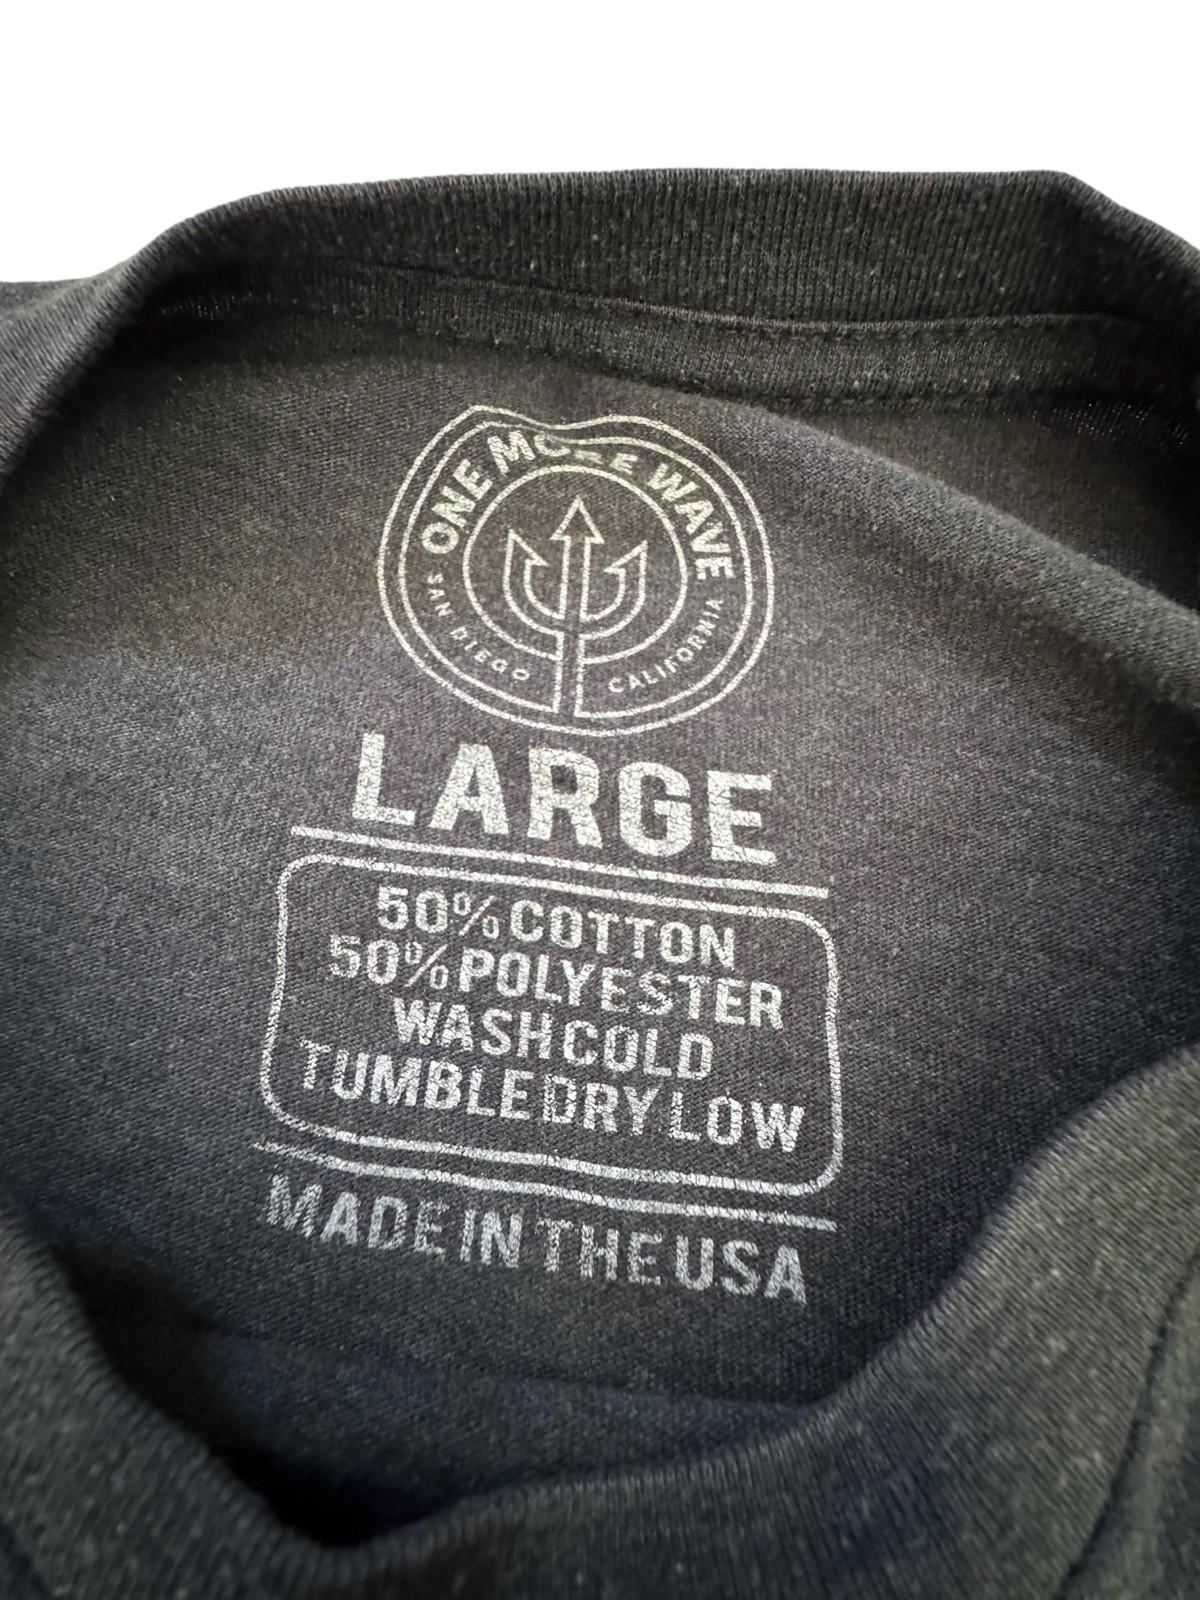 ONE MORE WAVE
SAN DIEGO CALIFORNIA
LARGE
50% COTTON
50% POLYESTER
WASH COLD
TUMBLE DRY LOW
MADE IN THE USA